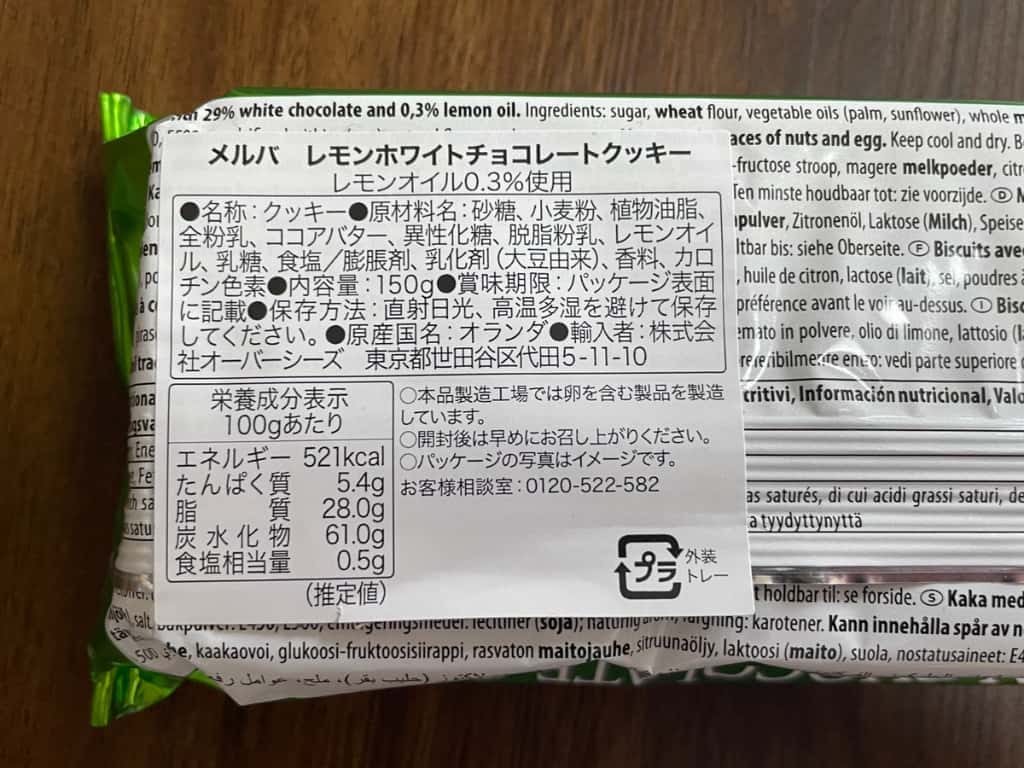 29% white chocolate and 0,3% lemon oil. Ingredients: sugar, wheat flour, vegetable oils (palm, sunflower), whole
aces of nuts and egg. Keep cool and dry.
-fructose stroop, magere melkpoeder,
Ten minste houdbaar tot: zie voorzijde. Ⓓ
pulver, Zitronenöl, Laktose (Milch), Speise
ltbar bis: siehe Oberseite. Ⓕ Biscuits ave
, huile de citron, lactose (lait), sel, poudres à
préférence avant le voir au-dessus. Ⓘ Bisc
emato in polvere, olio di limone, lattosio
vedi parte superiore
critivi, Información nutricional, Valo
as saturés, di cui acidi grassi saturi, de
a tyydyttynyttä
メルバ レモンホワイトチョコレートクッキー
レモンオイル0.3%使用
●名称:クッキー●原材料名:砂糖、小麦粉、植物油脂、
全粉乳、ココアバター、異性化糖、脱脂粉乳、レモンオイ
ル、乳糖、食塩/膨脹剤、乳化剤(大豆由来)、香料、カロ
チン色素●内容量:150g●賞味期限:パッケージ表面
に記載●保存方法:直射日光、高温多湿を避けて保存
してください。●原産国名:オランダ●輸入者:株式会
社オーバーシーズ 東京都世田谷区代田5-11-10
栄養成分表示
100gあたり
エネルギー 521kcal
たんぱく質 5.4g
脂質 28.0g
炭水化物 61.0g
食塩相当量 0.5g
(推定値)
○本品製造工場では卵を含む製品を製造
しています。
○開封後は早めにお召し上がりください。
○パッケージの写真はイメージです。
お客様相談室:0120-522-582
プラ
外装
トレー
t holdbar til: se forside. Ⓢ Kaka med
(soja); karotener. Kann innehålla spår av n
kaakaovoi, glukoosi-fruktoosisiirappi, rasvaton maitojauhe, sitruunaöljy, laktoosi (maito), suola, nostatusaineet: E4